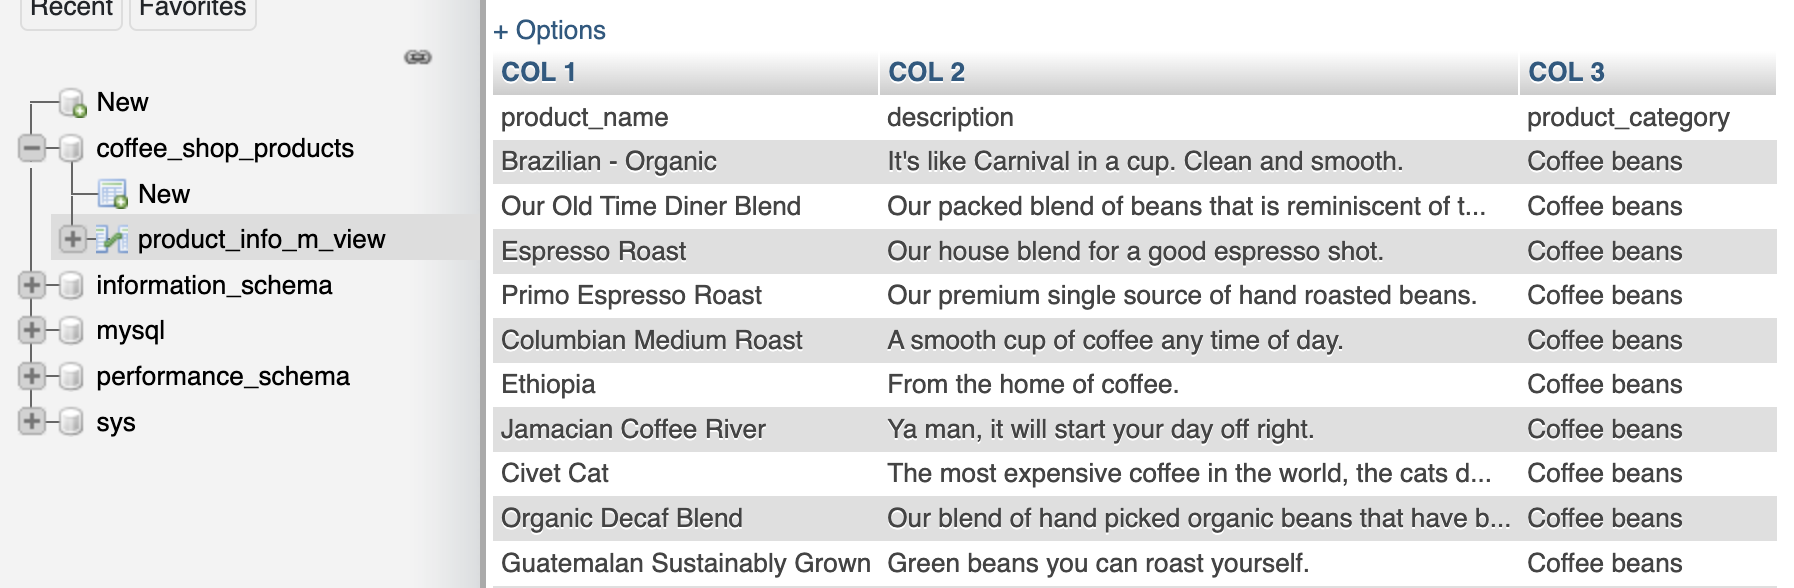 Recent Favorites
New
coffee_shop_products
New
product_info_m_view
information_schema
mysql
performance_schema
sys
+ Options
COL 1 COL 2 COL 3
product_name description product_category
Brazilian - Organic It's like Carnival in a cup. Clean and smooth. Coffee beans
Our Old Time Diner Blend Our packed blend of beans that is reminiscent of t... Coffee beans
Espresso Roast Our house blend for a good espresso shot. Coffee beans
Primo Espresso Roast Our premium single source of hand roasted beans. Coffee beans
Columbian Medium Roast A smooth cup of coffee any time of day. Coffee beans
Ethiopia From the home of coffee. Coffee beans
Jamacian Coffee River Ya man, it will start your day off right. Coffee beans
Civet Cat The most expensive coffee in the world, the cats d... Coffee beans
Organic Decaf Blend Our blend of hand picked organic beans that have b... Coffee beans
Guatemalan Sustainably Grown Green beans you can roast yourself. Coffee beans